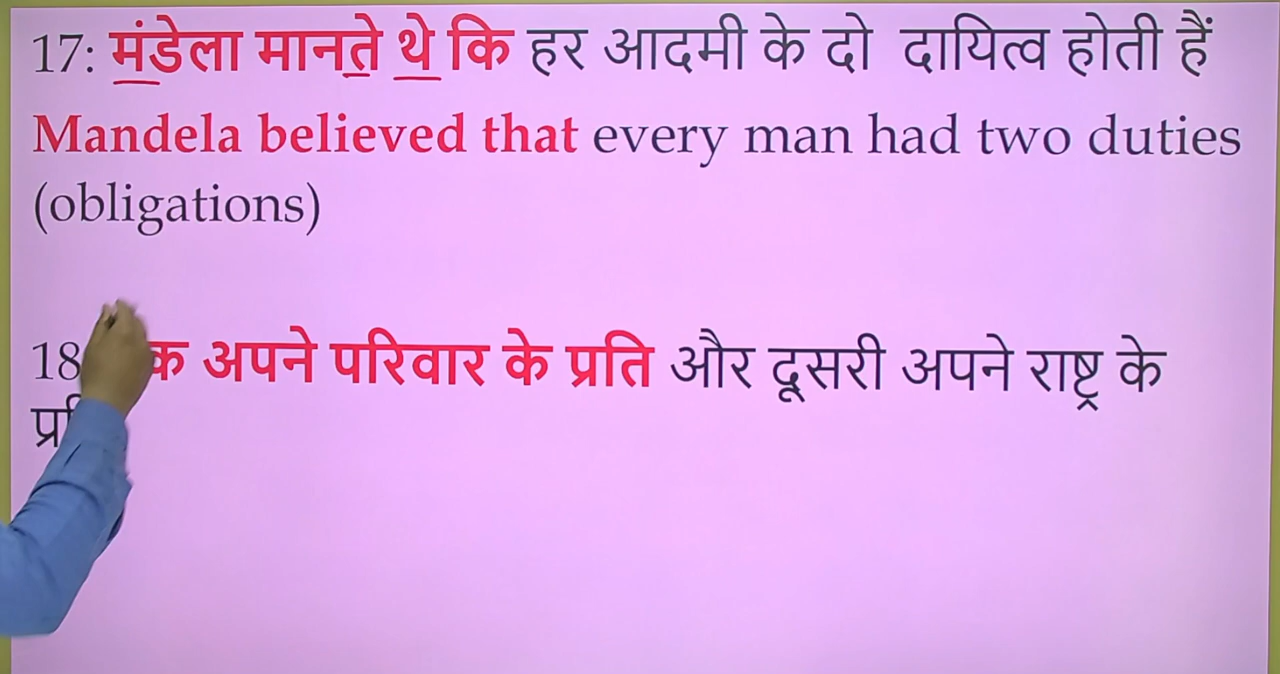 17: मंडेला मानते थे कि हर आदमी के दो दायित्व होती हैं
Mandela believed that every man had two duties
(obligations)
18 अपने परिवार के प्रति और दूसरी अपने राष्ट्र के